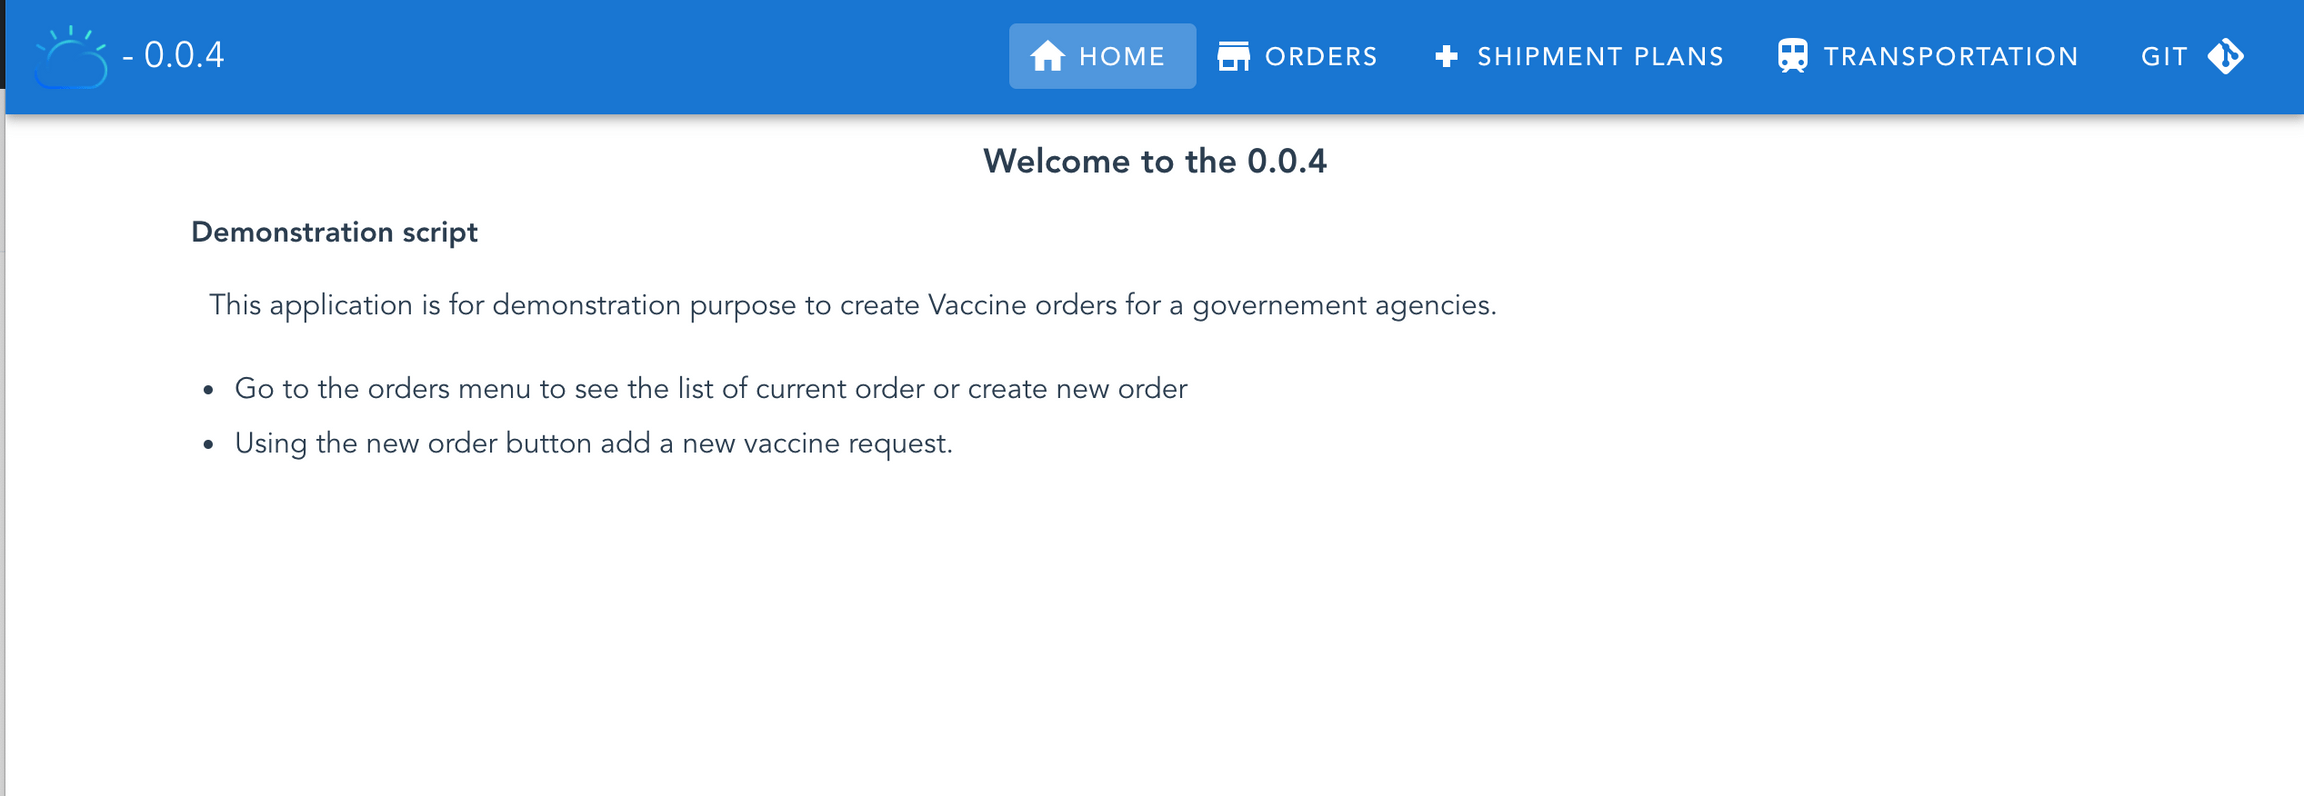 - 0.0.4
HOME
ORDERS
SHIPMENT PLANS
TRANSPORTATION
GIT
Welcome to the 0.0.4
Demonstration script
This application is for demonstration purpose to create Vaccine orders for a governement agencies.
• Go to the orders menu to see the list of current order or create new order
• Using the new order button add a new vaccine request.